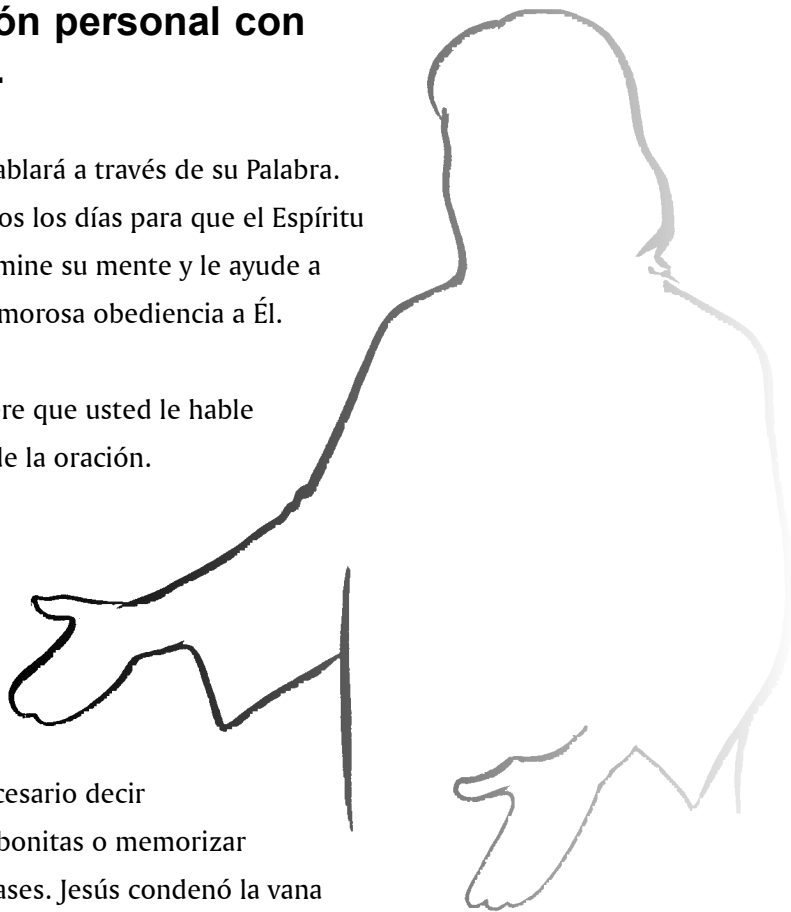 ón personal con
.
ablará a través de su Palabra.
os los días para que el Espíritu
mine su mente y le ayude a
morosa obediencia a Él.
re que usted le hable
de la oración.
cesario decir
bonitas o memorizar
ases. Jesús condenó la vana